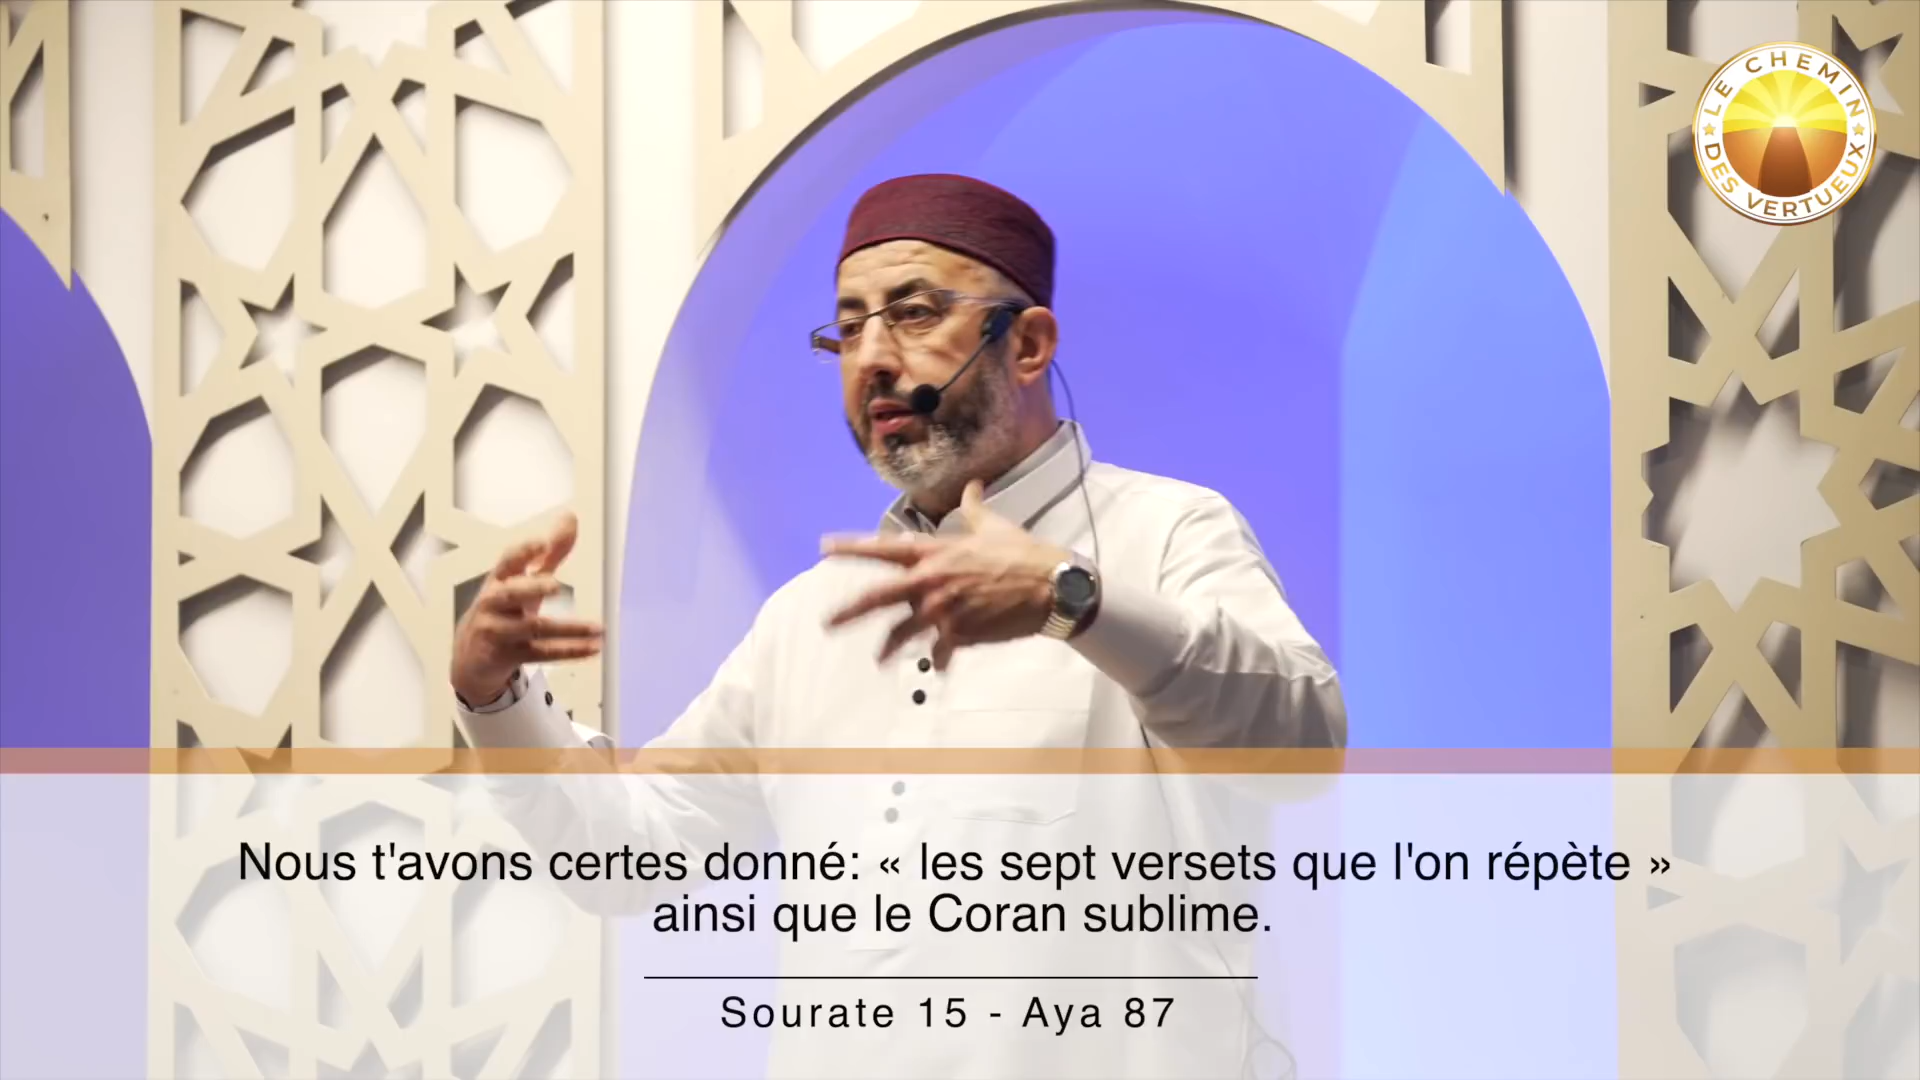 LE CHEMIN
DES VERTUEUX
Nous t'avons certes donné: « les sept versets que l'on répète »
ainsi que le Coran sublime.
Sourate 15 - Aya 87